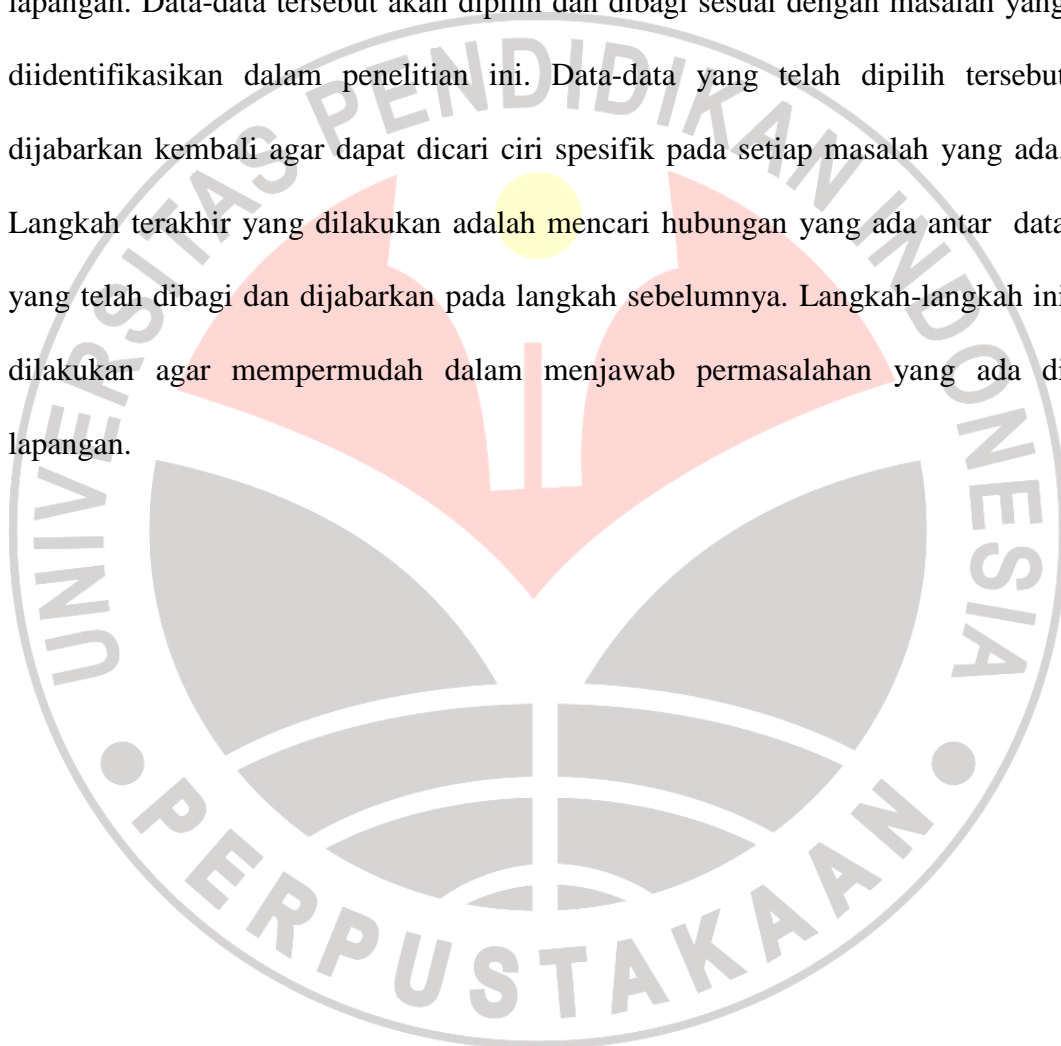 lapangan. Data-data tersebut akan dipilih dan dibagi sesuai dengan masalah yang
diidentifikasikan dalam penelitian ini. Data-data yang telah dipilih tersebut
dijabarkan kembali agar dapat dicari ciri spesifik pada setiap masalah yang ada.
Langkah terakhir yang dilakukan adalah mencari hubungan yang ada antar data
yang telah dibagi dan dijabarkan pada langkah sebelumnya. Langkah-langkah ini
dilakukan agar mempermudah dalam menjawab permasalahan yang ada di
lapangan.
UNIVERSITAS PENDIDIKAN INDONESIA
PERPUSTAKAAN